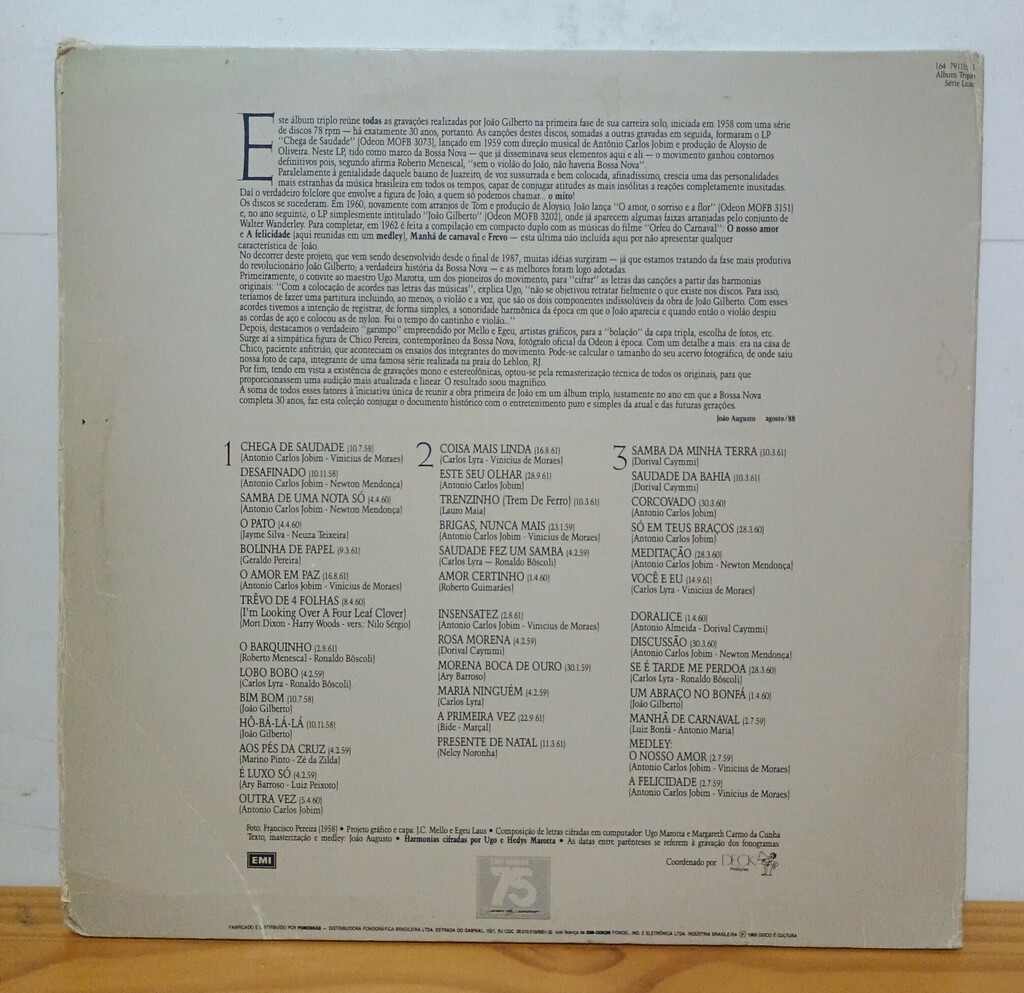 164 791111 1
Album Triplo
Série Luxo
Este álbum triplo reúne todas as gravações realizadas por João Gilberto na primeira fase de sua carreira solo, iniciada em 1958 com uma série
de discos 78 rpm — há exatamente 30 anos, portanto. As canções destes discos, somadas a outras gravadas em seguida, formaram o LP
"Chega de Saudade" (Odeon MOFB 3073), lançado em 1959 com direção musical de Antônio Carlos Jobim e produção de Aloysio de
Oliveira. Neste LP, tido como marco da Bossa Nova — que já disseminava seus elementos aqui e ali — o movimento ganhou contornos
definitivos pois, segundo afirma Roberto Menescal, "sem o violão do João, não haveria Bossa Nova".
Paralelamente à genialidade daquele baiano de Juazeiro, de voz sussurrada e bem colocada, afinadíssimo, crescia uma das personalidades
mais estranhas da música brasileira em todos os tempos, capaz de conjugar atitudes as mais insólitas a reações completamente inusitadas.
Daí o verdadeiro folclore que envolve a figura de João, a quem só podemos chamar... o mito!
Os discos se sucederam. Em 1960, novamente com arranjos de Tom e produção de Aloysio, João lança "O amor, o sorriso e a flor" (Odeon MOFB 3151)
e, no ano seguinte, o LP simplesmente intitulado "João Gilberto" (Odeon MOFB 3202), onde já aparecem algumas faixas arranjadas pelo conjunto de
Walter Wanderley. Para completar, em 1962 é feita a compilação em compacto duplo com as músicas do filme "Orfeu do Carnaval": O nosso amor
e A felicidade (aqui reunidas em um medley), Manhã de carnaval e Frevo — esta última não incluída aqui por não apresentar qualquer
característica de João.
No decorrer deste projeto, que vem sendo desenvolvido desde o final de 1987, muitas idéias surgiram — já que estamos tratando da fase mais produtiva
do revolucionário João Gilberto; a verdadeira história da Bossa Nova — e as melhores foram logo adotadas.
Primeiramente, o convite ao maestro Ugo Marotta, um dos pioneiros do movimento, para "cifrar" as letras das canções a partir das harmonias
originais: "Com a colocação de acordes nas letras das músicas", explica Ugo, "não se objetivou retratar fielmente o que existe nos discos. Para isso,
teríamos de fazer uma partitura incluindo, ao menos, o violão e a voz, que são os dois componentes indissolúveis da obra de João Gilberto. Com esses
acordes tivemos a intenção de registrar, de forma simples, a sonoridade harmônica da época em que o João aparecia e quando então o violão despiu
as cordas de aço e colocou as de nylon. Foi o tempo do cantinho e violão..."
Depois, destacamos o verdadeiro "garimpo" empreendido por Mello e Egeu, artistas gráficos, para a "bolação" da capa tripla, escolha de fotos, etc.
Surge aí a simpática figura de Chico Pereira, contemporâneo da Bossa Nova, fotógrafo oficial da Odeon à época. Com um detalhe a mais: era na casa de
Chico, paciente anfitrião, que aconteciam os ensaios dos integrantes do movimento. Pode-se calcular o tamanho do seu acervo fotográfico, de onde saiu
nossa foto de capa, integrante de uma famosa série realizada na praia do Leblon, RJ.
Por fim, tendo em vista a existência de gravações mono e estereofônicas, optou-se pela remasterização técnica de todos os originais, para que
proporcionassem uma audição mais atualizada e linear. O resultado soou magnífico.
A soma de todos esses fatores à iniciativa única de reunir a obra primeira de João em um álbum triplo, justamente no ano em que a Bossa Nova
completa 30 anos, faz esta coleção conjugar o documento histórico com o entretenimento puro e simples da atual e das futuras gerações.
João Augusto agosto/88
1 CHEGA DE SAUDADE (10.7.58)
(Antonio Carlos Jobim - Vinicius de Moraes)
DESAFINADO (10.11.58)
(Antonio Carlos Jobim - Newton Mendonça)
SAMBA DE UMA NOTA SÓ (4.4.60)
(Antonio Carlos Jobim - Newton Mendonça)
O PATO (4.4.60)
(Jayme Silva - Neuza Teixeira)
BOLINHA DE PAPEL (9.3.61)
(Geraldo Pereira)
O AMOR EM PAZ (16.8.61)
(Antonio Carlos Jobim - Vinicius de Moraes)
TRÊVO DE 4 FOLHAS (8.4.60)
(I'm Looking Over A Four Leaf Clover)
(Mort Dixon - Harry Woods - vers.: Nilo Sérgio)
O BARQUINHO (2.8.61)
(Roberto Menescal - Ronaldo Bôscoli)
LOBO BOBO (4.2.59)
(Carlos Lyra - Ronaldo Bôscoli)
BIM BOM (10.7.58)
(João Gilberto)
HÔ-BÁ-LÁ-LÁ (10.11.58)
(João Gilberto)
AOS PÉS DA CRUZ (4.2.59)
(Marino Pinto - Zé da Zilda)
É LUXO SÓ (4.2.59)
(Ary Barroso - Luiz Peixoto)
OUTRA VEZ (5.4.60)
(Antonio Carlos Jobim)
2 COISA MAIS LINDA (16.8.61)
(Carlos Lyra - Vinicius de Moraes)
ESTE SEU OLHAR (28.9.61)
(Antonio Carlos Jobim)
TRENZINHO (Trem De Ferro) (10.3.61)
(Lauro Maia)
BRIGAS, NUNCA MAIS (23.1.59)
(Antonio Carlos Jobim - Vinicius de Moraes)
SAUDADE FEZ UM SAMBA (4.2.59)
(Carlos Lyra — Ronaldo Bôscoli)
AMOR CERTINHO (1.4.60)
(Roberto Guimarães)
INSENSATEZ (2.8.61)
(Antonio Carlos Jobim - Vinicius de Moraes)
ROSA MORENA (4.2.59)
(Dorival Caymmi)
MORENA BOCA DE OURO (30.1.59)
(Ary Barroso)
MARIA NINGUÉM (4.2.59)
(Carlos Lyra)
A PRIMEIRA VEZ (22.9.61)
(Bide - Marçal)
PRESENTE DE NATAL (11.3.61)
(Nelcy Noronha)
3 SAMBA DA MINHA TERRA (10.3.61)
(Dorival Caymmi)
SAUDADE DA BAHIA (10.3.61)
(Dorival Caymmi)
CORCOVADO (30.3.60)
(Antonio Carlos Jobim)
SÓ EM TEUS BRAÇOS (28.3.60)
(Antonio Carlos Jobim)
MEDITAÇÃO (28.3.60)
(Antonio Carlos Jobim - Newton Mendonça)
VOCÊ E EU (14.9.61)
(Carlos Lyra - Vinicius de Moraes)
DORALICE (1.4.60)
(Antonio Almeida - Dorival Caymmi)
DISCUSSÃO (30.3.60)
(Antonio Carlos Jobim - Newton Mendonça)
SE É TARDE ME PERDOA (28.3.60)
(Carlos Lyra - Ronaldo Bôscoli)
UM ABRAÇO NO BONFÁ (1.4.60)
(João Gilberto)
MANHÃ DE CARNAVAL (2.7.59)
(Luiz Bonfá - Antonio Maria)
MEDLEY:
O NOSSO AMOR (2.7.59)
(Antonio Carlos Jobim - Vinicius de Moraes)
A FELICIDADE (2.7.59)
(Antonio Carlos Jobim - Vinicius de Moraes)
Foto: Francisco Pereira (1958) • Projeto gráfico e capa: J.C. Mello e Egeu Laus • Composição de letras cifradas em computador: Ugo Marotta e Margareth Carmo da Cunha
Texto, masterização e medley: João Augusto • Harmonias cifradas por Ugo e Hedys Marotta • As datas entre parênteses se referem à gravação dos fonogramas
EMI
75
Coordenado por DECK
Produções
FABRICADO E DISTRIBUÍDO POR FONOBRÁS — DISTRIBUIDORA FONOGRÁFICA BRASILEIRA LTDA. ESTRADA DO GABINAL, 1521, RJ CGC sob licença de EMI-ODEON FONOG., IND. E ELETRÔNICA LTDA. INDÚSTRIA BRASILEIRA Ⓟ 1988 DISCO É CULTURA